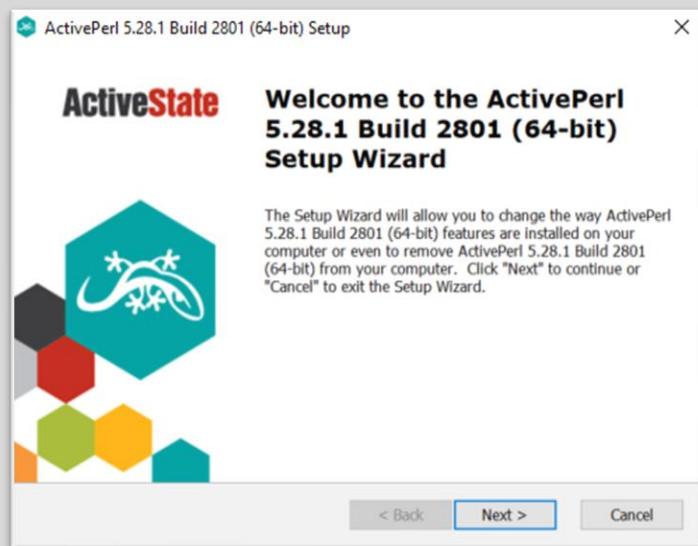 ActivePerl 5.28.1 Build 2801 (64-bit) Setup
ActiveState
Welcome to the ActivePerl
5.28.1 Build 2801 (64-bit)
Setup Wizard
The Setup Wizard will allow you to change the way ActivePerl
5.28.1 Build 2801 (64-bit) features are installed on your
computer or even to remove ActivePerl 5.28.1 Build 2801
(64-bit) from your computer. Click "Next" to continue or
"Cancel" to exit the Setup Wizard.
< Back Next > Cancel